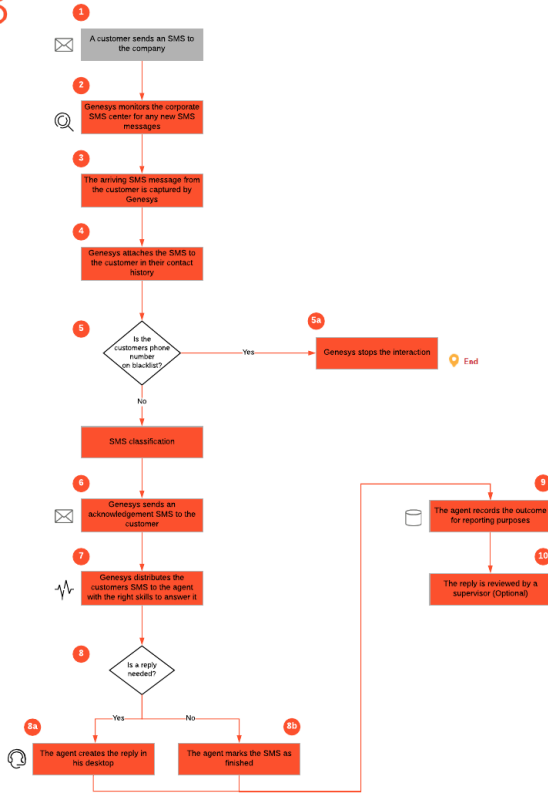 1
A customer sends an SMS to
the company
2
Genesys monitors the corporate
SMS center for any new SMS
messages
3
The arriving SMS message from
the customer is captured by
Genesys
4
Genesys attaches the SMS to
the customer in their contact
history
5
Is the
customers phone
number
on blacklist?
Yes
5a
Genesys stops the interaction
End
No
SMS classification
6
Genesys sends an
acknowledgement SMS to the
customer
7
Genesys distributes the
customers SMS to the agent
with the right skills to answer it
8
Is a reply
needed?
Yes
No
8a
The agent creates the reply in
his desktop
8b
The agent marks the SMS as
finished
9
The agent records the outcome
for reporting purposes
10
The reply is reviewed by a
supervisor (Optional)